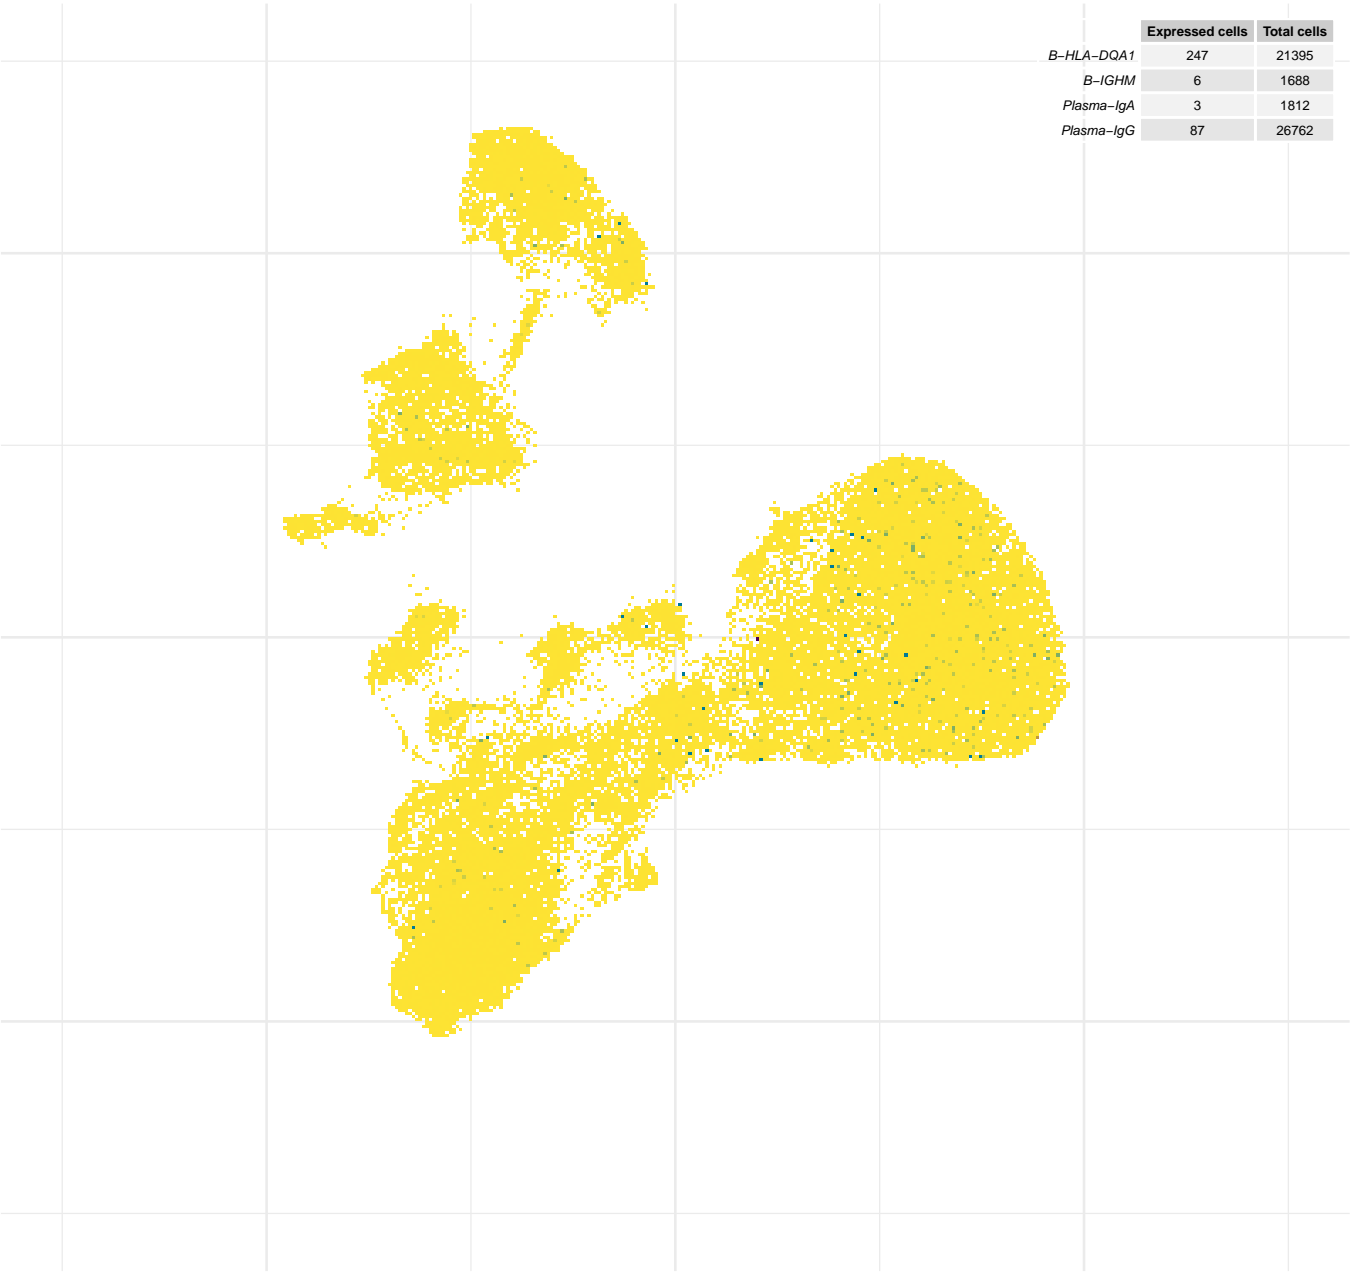 Expressed cells Total cells
B−HLA−DQA1 247 21395
B−IGHM 6 1688
Plasma−IgA 3 1812
Plasma−IgG 87 26762